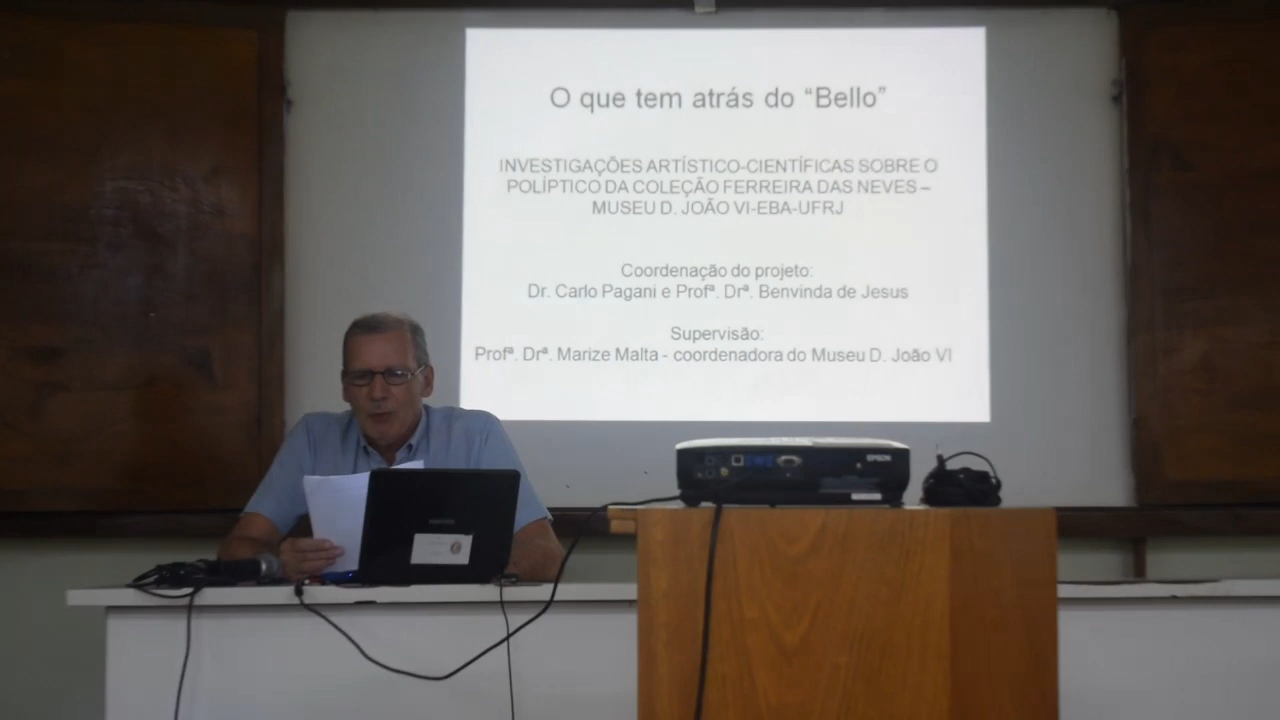 O que tem atrás do “Bello”
INVESTIGAÇÕES ARTÍSTICO-CIENTÍFICAS SOBRE O
POLÍPTICO DA COLEÇÃO FERREIRA DAS NEVES –
MUSEU D. JOÃO VI-EBA-UFRJ
Coordenação do projeto:
Dr. Carlo Pagani e Profª. Drª. Benvinda de Jesus
Supervisão:
Profª. Drª. Marize Malta - coordenadora do Museu D. João VI
EPSON